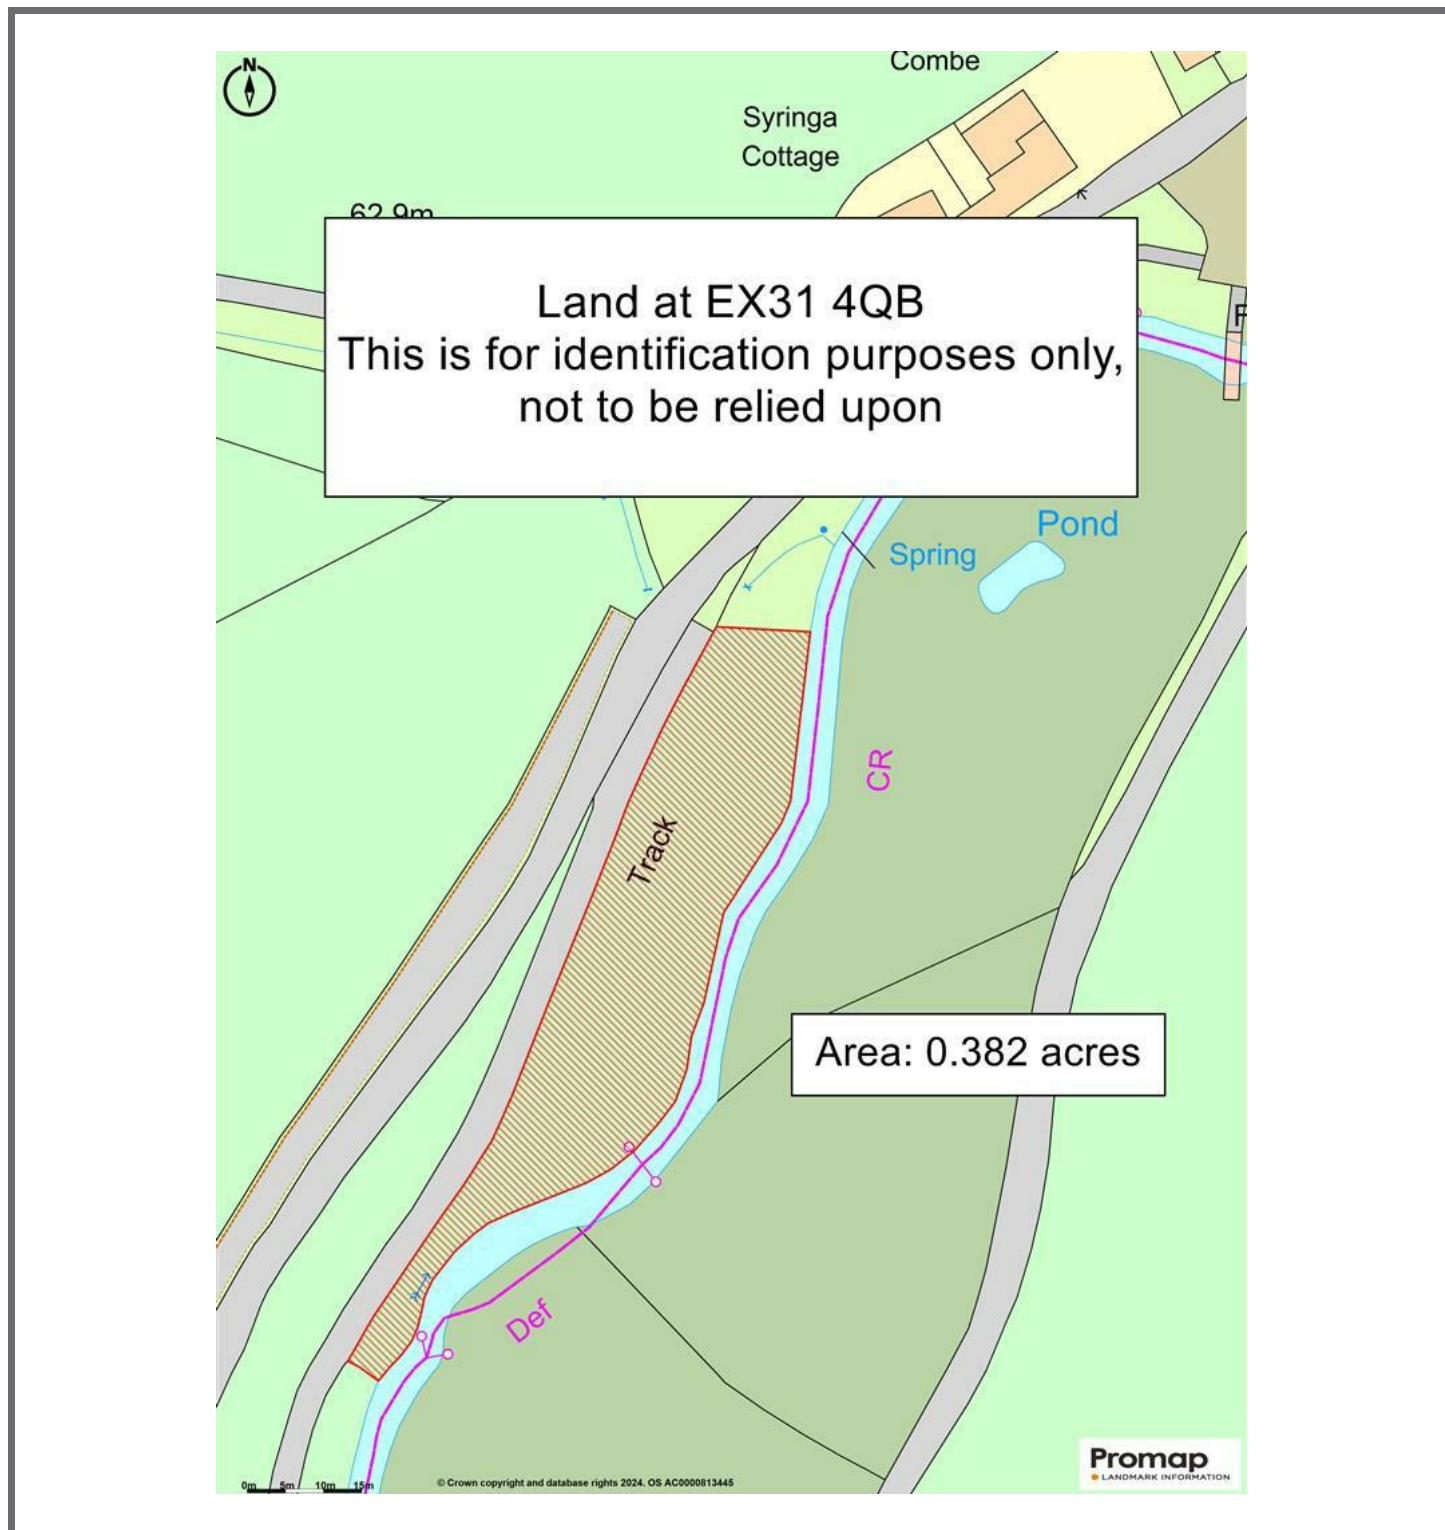 N
Combe
Syringa
Cottage
62.9m
Land at EX31 4QB
This is for identification purposes only,
not to be relied upon
Pond
Spring
CR
Track
Area: 0.382 acres
Def
0m 5m 10m 15m
© Crown copyright and database rights 2024. OS AC0000813445
Promap
LANDMARK INFORMATION